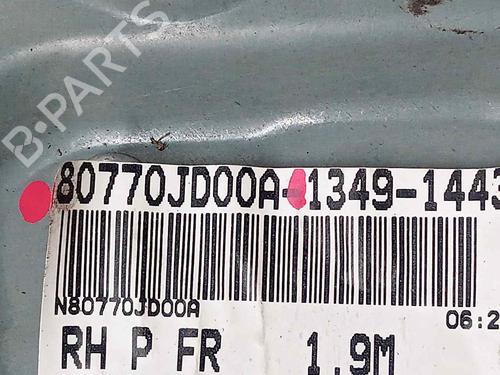 B-PARTS
80770JD00A-1349-1443
N80770JD00A
06:2
RH P FR 1.9M